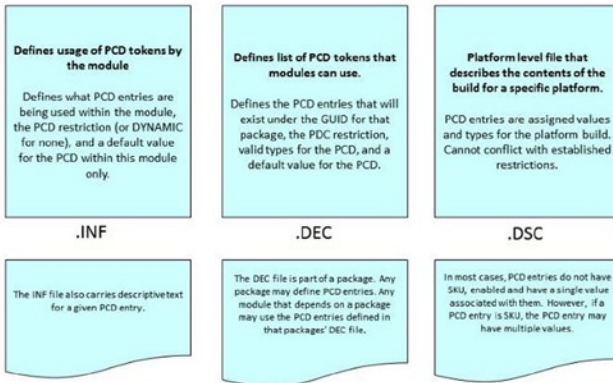 Defines usage of PCD tokens by
the module
Defines what PCD entries are
being used within the module,
the PCD restriction (or DYNAMIC
for none), and a default value
for the PCD within this module
only.
.INF
The INF file also carries descriptive text
for a given PCD entry.
Defines list of PCD tokens that
modules can use.
Defines the PCD entries that will
exist under the GUID for that
package, the PDC restriction,
valid types for the PCD, and a
default value for the PCD.
.DEC
The DEC file is part of a package. Any
package may define PCD entries. Any
module that depends on a package
may use the PCD entries defined in
that packages' DEC file.
Platform level file that
describes the contents of the
build for a specific platform.
PCD entries are assigned values
and types for the platform build.
Cannot conflict with established
restrictions.
.DSC
In most cases, PCD entries do not have
SKU, enabled and have a single value
associated with them. However, if a
PCD entry is SKU, the PCD entry may
have multiple values.